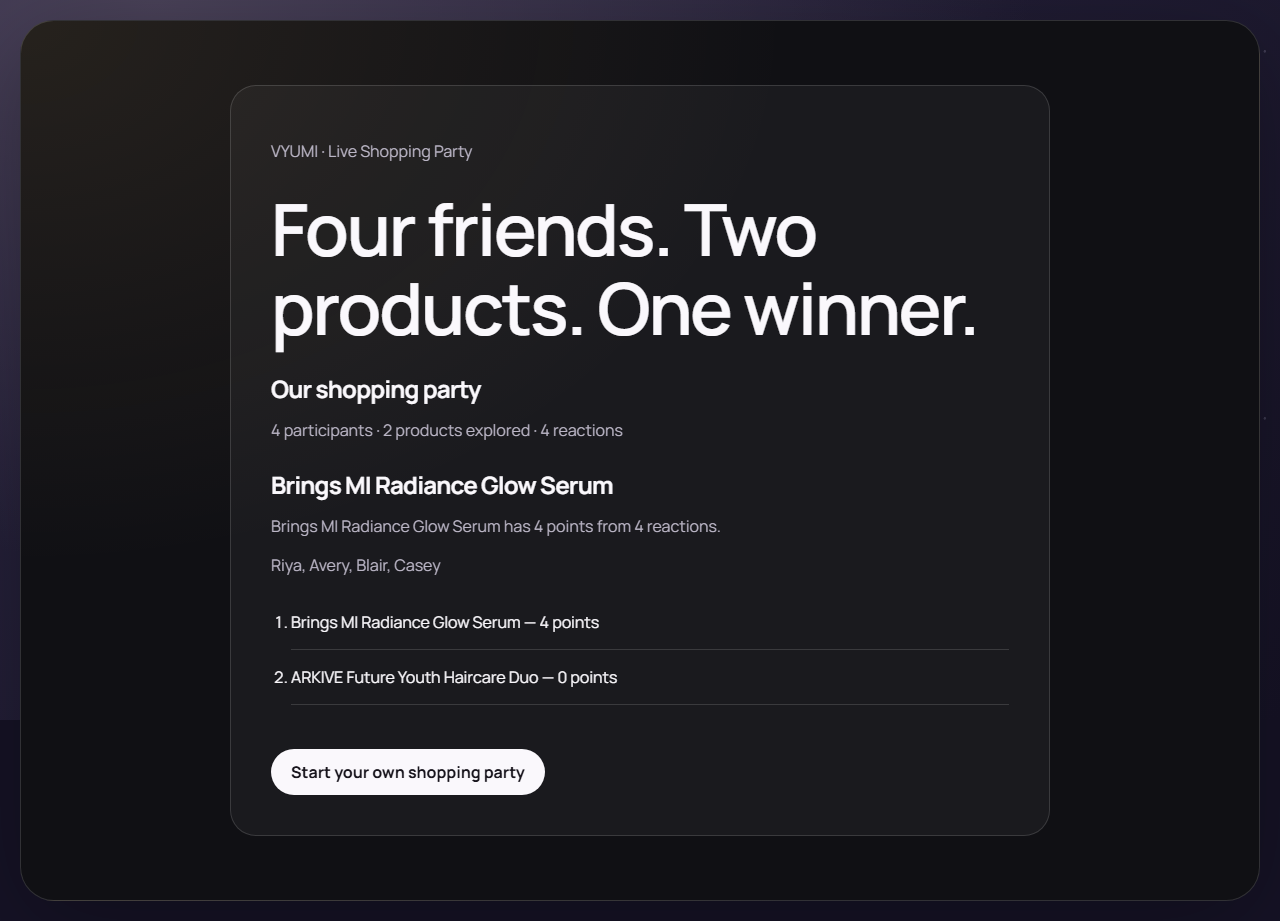 VYUMI · Live Shopping Party
Four friends. Two
products. One winner.
Our shopping party
4 participants · 2 products explored · 4 reactions
Brings MI Radiance Glow Serum
Brings MI Radiance Glow Serum has 4 points from 4 reactions.
Riya, Avery, Blair, Casey
1. Brings MI Radiance Glow Serum — 4 points
2. ARKIVE Future Youth Haircare Duo — 0 points
Start your own shopping party